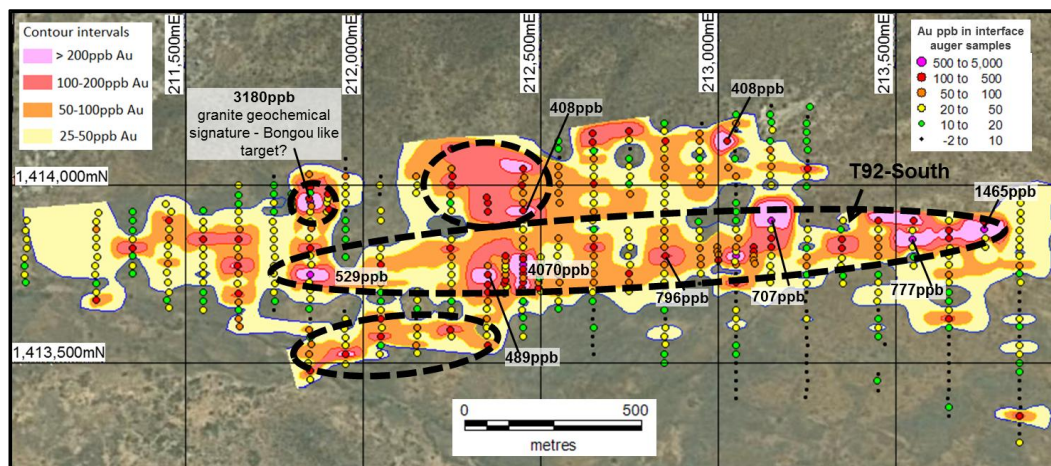 Contour intervals
> 200ppb Au
100-200ppb Au
50-100ppb Au
25-50ppb Au
211,500mE
212,000mE
212,500mE
213,000mE
213,500mE
Au ppb in interface
auger samples
500 to 5,000
100 to 500
50 to 100
20 to 50
10 to 20
-2 to 10
3180ppb
granite geochemical
signature - Bongou like
target?
408ppb
408ppb
1,414,000mN
T92-South
1465ppb
529ppb
4070ppb
796ppb
707ppb
777ppb
489ppb
1,413,500mN
0 500
metres